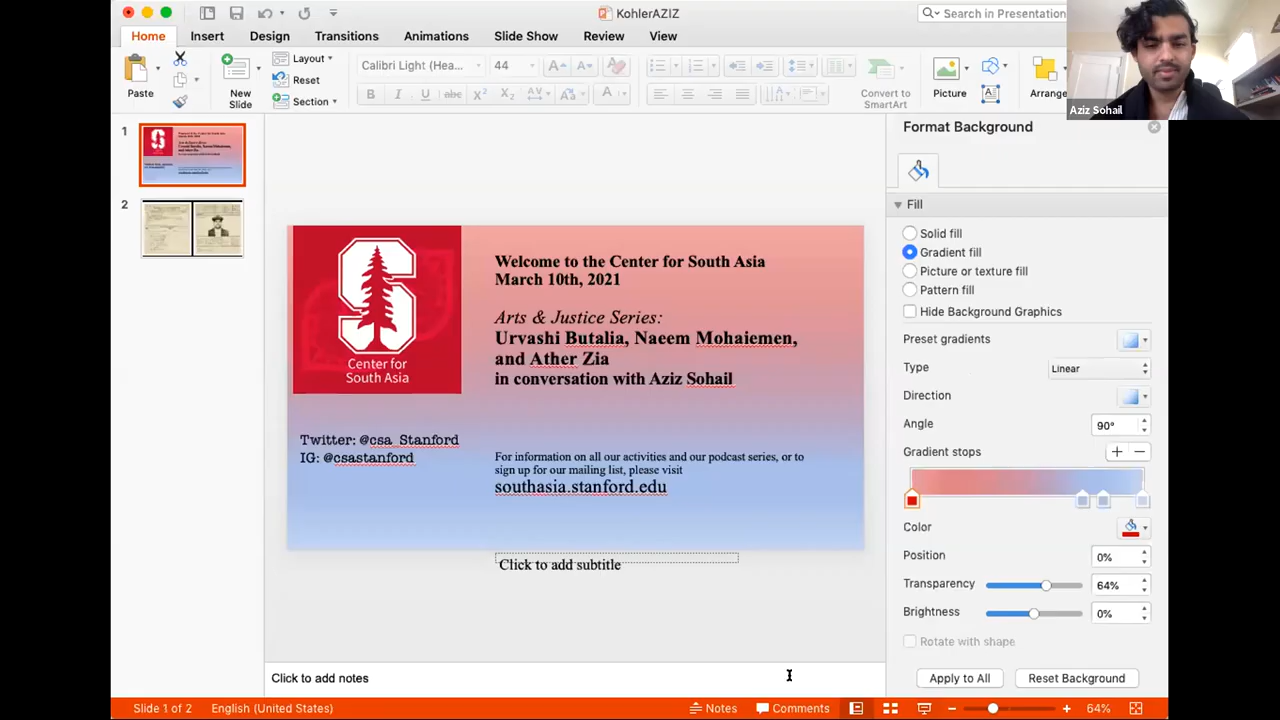 KohlerAZIZ
Search in Presentation
Home Insert Design Transitions Animations Slide Show Review View
Paste
New
Slide
Layout
Reset
Section
Calibri Light (Hea... 44
B I U abc X² X₂ Av Aa A
Convert to
SmartArt
Picture
Arrange
Aziz Sohail
1
2
Welcome to the Center for South Asia
March 10th, 2021
Arts & Justice Series:
Urvashi Butalia, Naeem Mohaiemen,
and Ather Zia
in conversation with Aziz Sohail
S
Center for
South Asia
Twitter: @csa_Stanford
IG: @csastanford
For information on all our activities and our podcast series, or to
sign up for our mailing list, please visit
southasia.stanford.edu
Click to add subtitle
Click to add notes
Format Background
Fill
Solid fill
Gradient fill
Picture or texture fill
Pattern fill
Hide Background Graphics
Preset gradients
Type Linear
Direction
Angle 90°
Gradient stops
Color
Position 0%
Transparency 64%
Brightness 0%
Rotate with shape
Apply to All Reset Background
Slide 1 of 2 English (United States) Notes Comments 64%